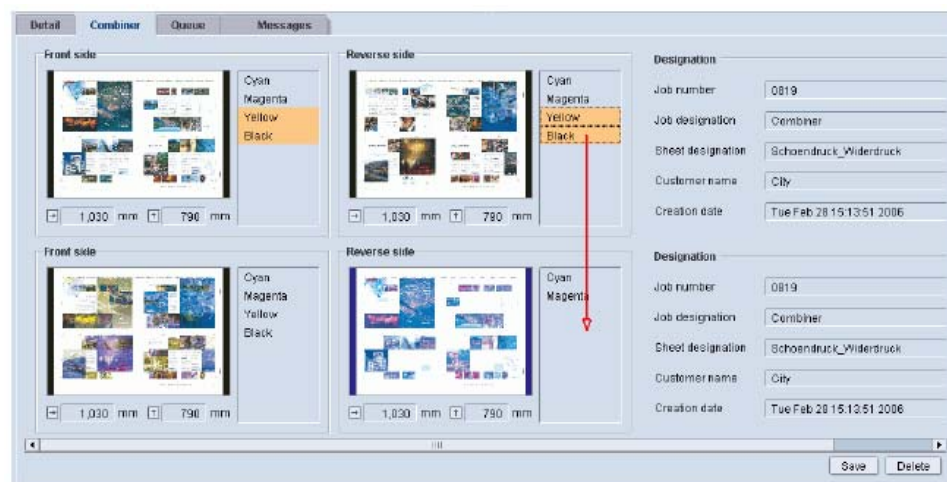 Detail Combiner Queue Messages
Front side
Cyan
Magenta
Yellow
Black
1,030 mm 790 mm
Reverse side
Cyan
Magenta
Yellow
Black
1,030 mm 790 mm
Designation
Job number 0819
Job designation Combiner
Sheet designation Schoendruck_Widerdruck
Customer name City
Creation date Tue Feb 28 15:13:51 2006
Front side
Cyan
Magenta
Yellow
Black
1,030 mm 790 mm
Reverse side
Cyan
Magenta
1,030 mm 790 mm
Designation
Job number 0819
Job designation Combiner
Sheet designation Schoendruck_Widerdruck
Customer name City
Creation date Tue Feb 28 15:13:51 2006
Save Delete